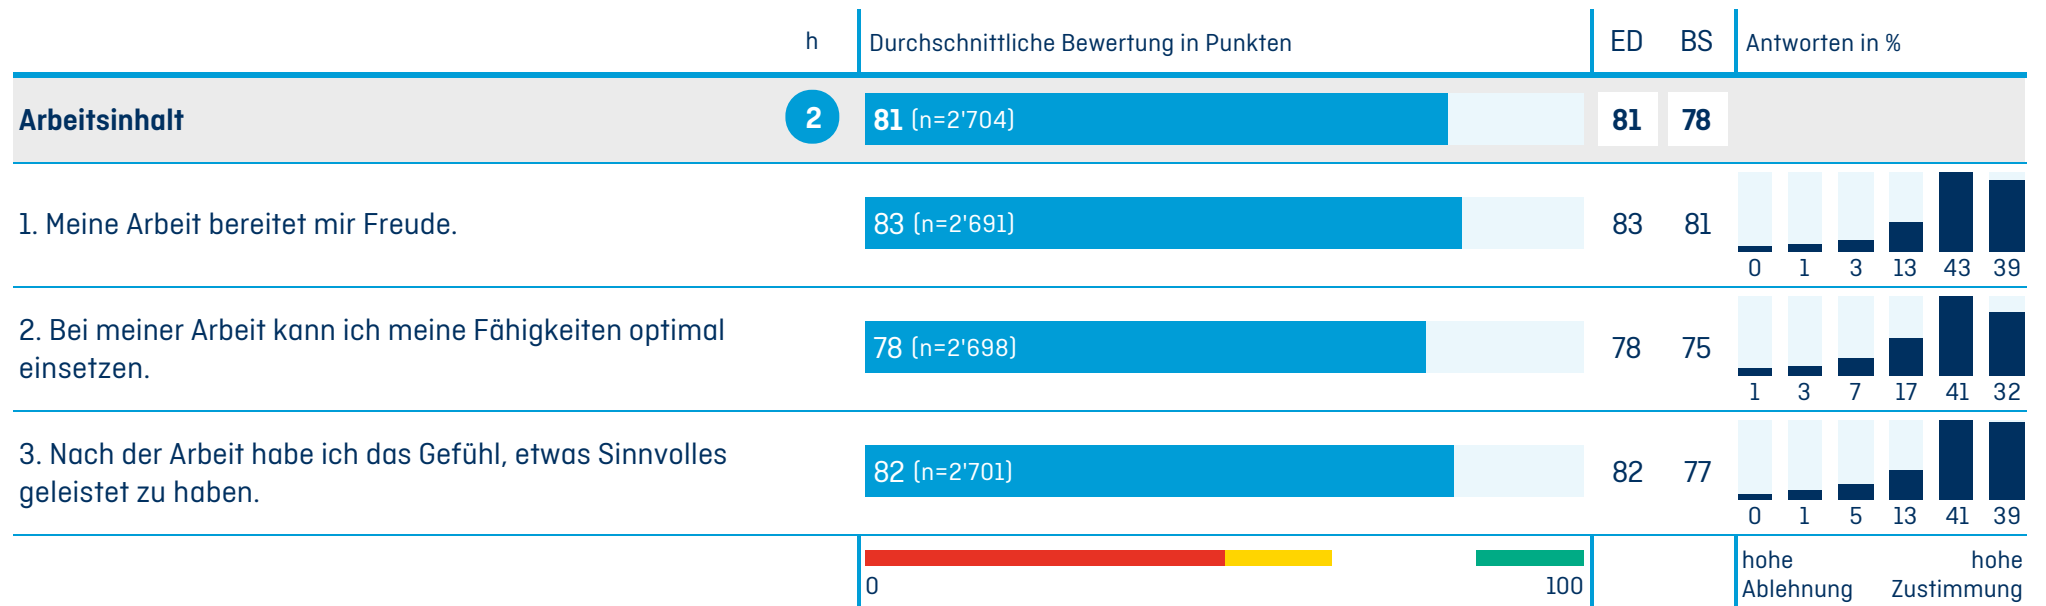 h Durchschnittliche Bewertung in Punkten ED BS Antworten in %
Arbeitsinhalt 2 81 (n=2'704) 81 78
1. Meine Arbeit bereitet mir Freude. 83 (n=2'691) 83 81
0 1 3 13 43 39
2. Bei meiner Arbeit kann ich meine Fähigkeiten optimal
einsetzen. 78 (n=2'698) 78 75
1 3 7 17 41 32
3. Nach der Arbeit habe ich das Gefühl, etwas Sinnvolles
geleistet zu haben. 82 (n=2'701) 82 77
0 1 5 13 41 39
0 100
hohe hohe
Ablehnung Zustimmung